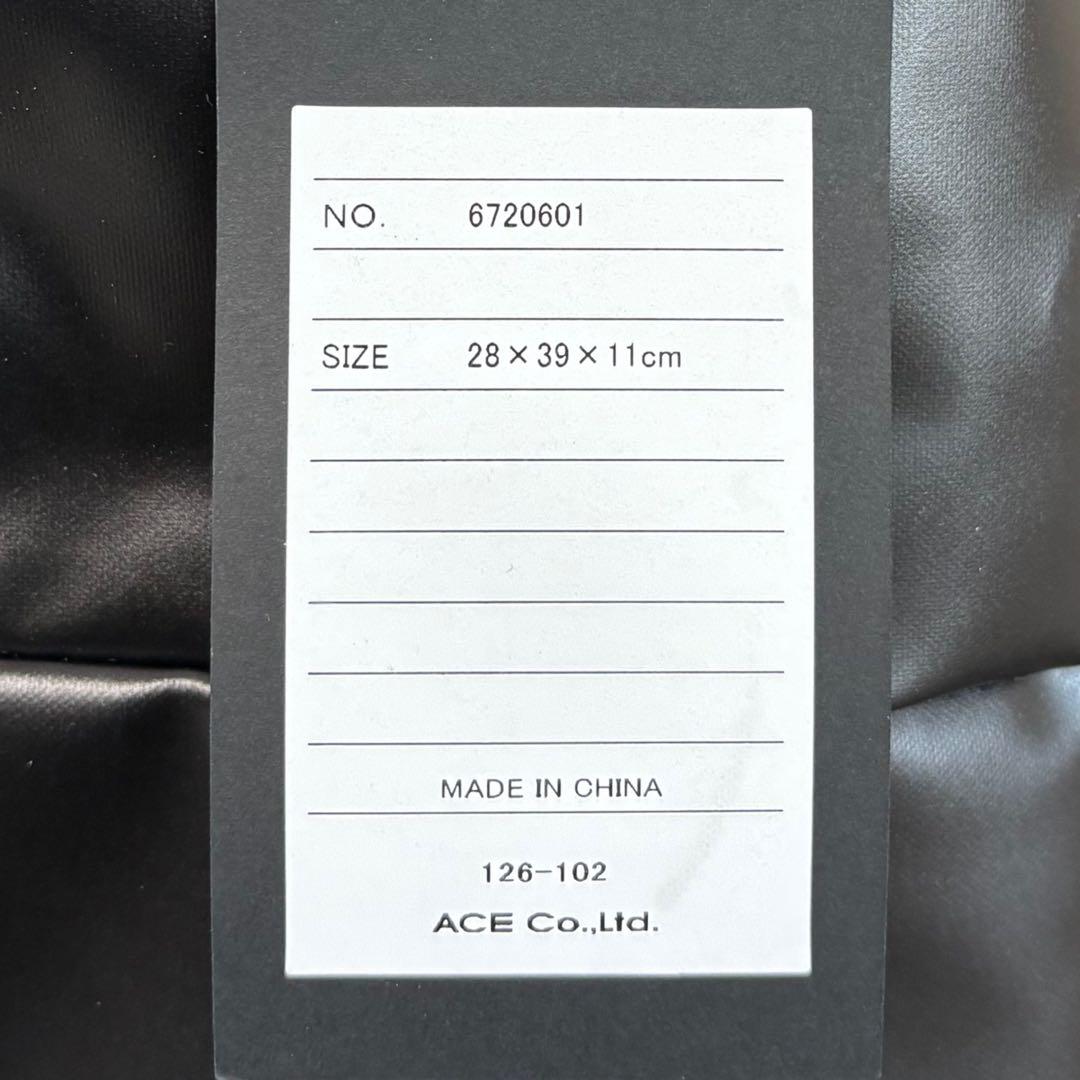 NO. 6720601
SIZE 28×39×11cm
MADE IN CHINA
126-102
ACE Co.,Ltd.